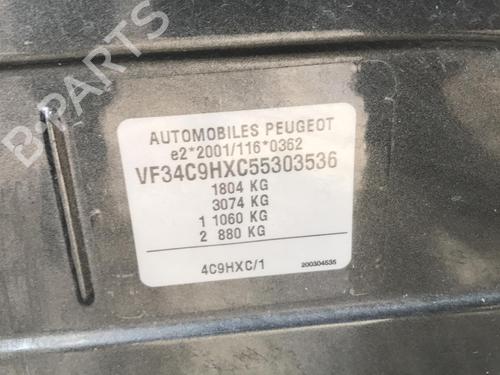 B-PARTS
AUTOMOBILES PEUGEOT
e2*2001/116*0362
VF34C9HXC55303536
1804 KG
3074 KG
1 1060 KG
2 880 KG
4C9HXC/1
200304535